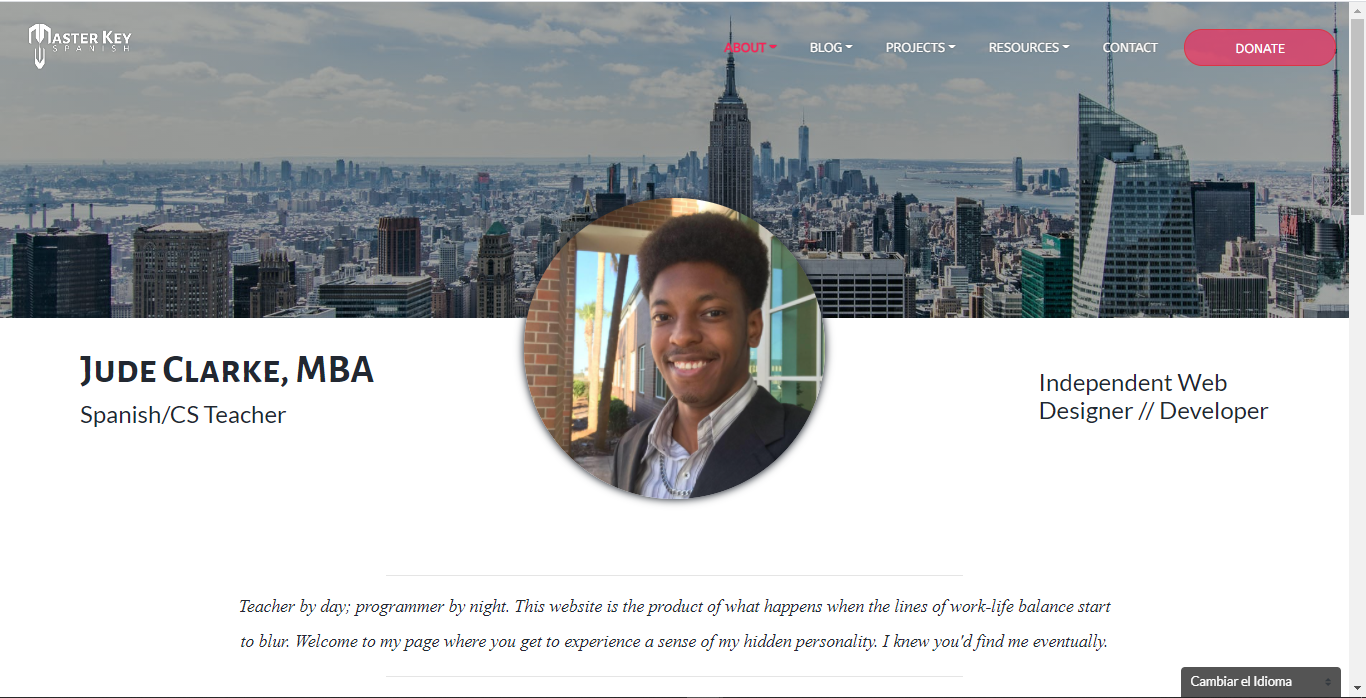 MASTER KEY
SPANISH
ABOUT
BLOG
PROJECTS
RESOURCES
CONTACT
DONATE
JUDE CLARKE, MBA
Spanish/CS Teacher
Independent Web
Designer // Developer
Teacher by day; programmer by night. This website is the product of what happens when the lines of work-life balance start
to blur. Welcome to my page where you get to experience a sense of my hidden personality. I knew you'd find me eventually.
Cambiar el Idioma